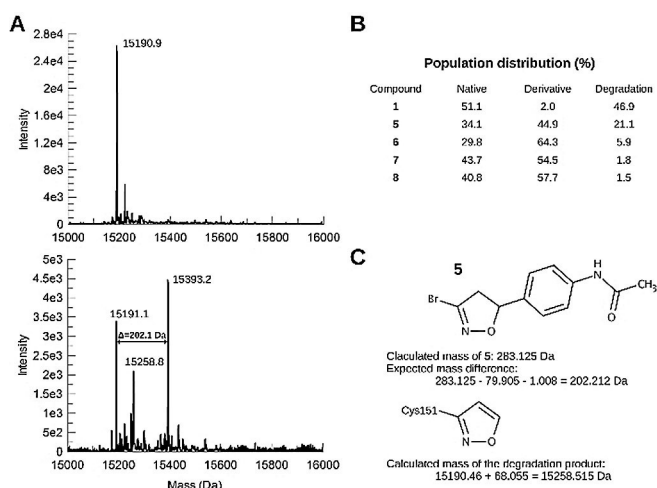 A
Intensity
2.8e4
2.4e4
2e4
1.6e4
1.2e4
8e3
4e3
0
15190.9
15000 15200 15400 15600 15800 16000
Intensity
5e3
4.5e3
4e3
3.5e3
3e3
2.5e3
2e3
1.5e3
1e3
5e2
0
15393.2
15191.1
Δ=202.1 Da
15258.8
15000 15200 15400 15600 15800 16000
Mass (Da)
B
Population distribution (%)
Compound Native Derivative Degradation
1 51.1 2.0 46.9
5 34.1 44.9 21.1
6 29.8 64.3 5.9
7 43.7 54.5 1.8
8 40.8 57.7 1.5
C
5
Br
N
O
H
N
O
CH3
Claculated mass of 5: 283.125 Da
Expected mass difference:
283.125 - 79.905 - 1.008 = 202.212 Da
Cys151
N
O
Calculated mass of the degradation product:
15190.46 + 68.055 = 15258.515 Da